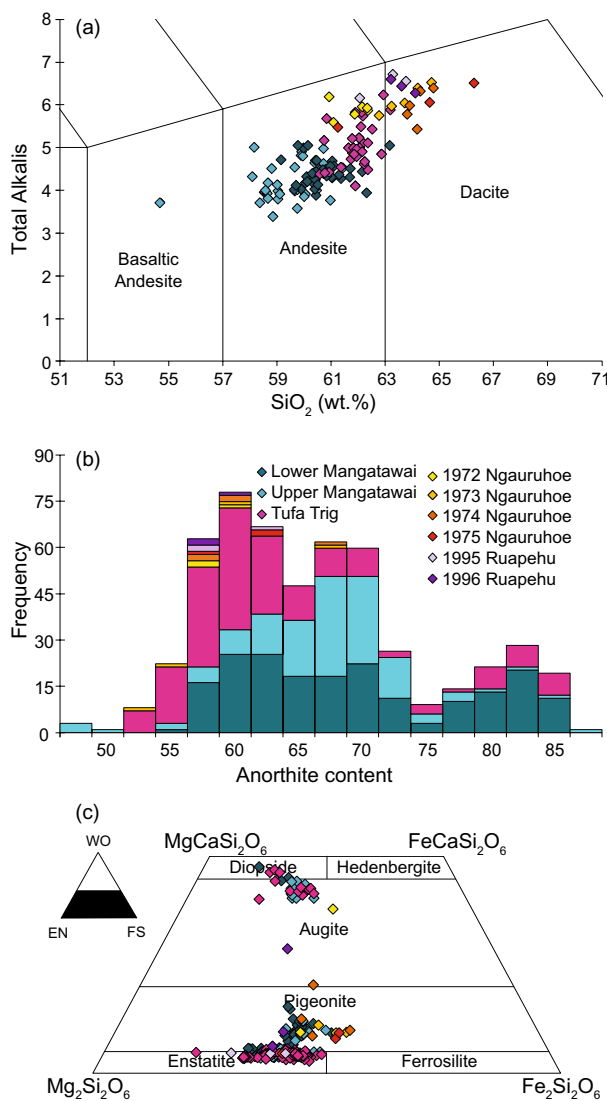 (a)
8
7
6
5
4
3
2
1
0
Total Alkalis
Basaltic
Andesite
Andesite
Dacite
51 53 55 57 59 61 63 65 67 69 71
SiO₂ (wt.%)
(b)
90
75
60
45
30
15
0
Frequency
Lower Mangatawai
Upper Mangatawai
Tufa Trig
1972 Ngauruhoe
1973 Ngauruhoe
1974 Ngauruhoe
1975 Ngauruhoe
1995 Ruapehu
1996 Ruapehu
50 55 60 65 70 75 80 85
Anorthite content
(c)
WO
EN FS
MgCaSi₂O₆ FeCaSi₂O₆
Diopside Hedenbergite
Augite
Pigeonite
Enstatite Ferrosilite
Mg₂Si₂O₆ Fe₂Si₂O₆